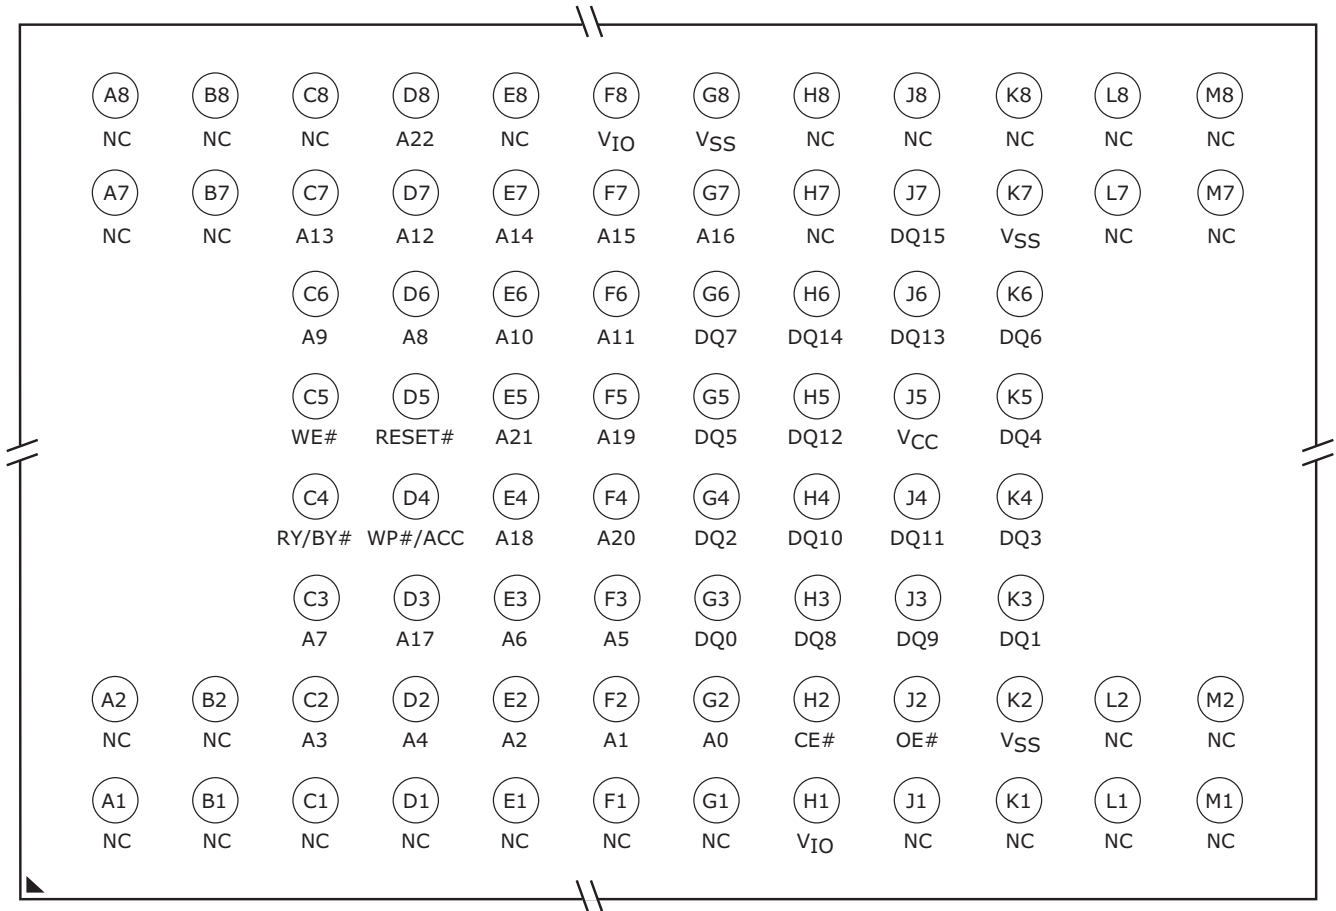 A8 B8 C8 D8 E8 F8 G8 H8 J8 K8 L8 M8
NC NC NC A22 NC VIO VSS NC NC NC NC NC
A7 B7 C7 D7 E7 F7 G7 H7 J7 K7 L7 M7
NC NC A13 A12 A14 A15 A16 NC DQ15 VSS NC NC
C6 D6 E6 F6 G6 H6 J6 K6
A9 A8 A10 A11 DQ7 DQ14 DQ13 DQ6
C5 D5 E5 F5 G5 H5 J5 K5
WE# RESET# A21 A19 DQ5 DQ12 VCC DQ4
C4 D4 E4 F4 G4 H4 J4 K4
RY/BY# WP#/ACC A18 A20 DQ2 DQ10 DQ11 DQ3
C3 D3 E3 F3 G3 H3 J3 K3
A7 A17 A6 A5 DQ0 DQ8 DQ9 DQ1
A2 B2 C2 D2 E2 F2 G2 H2 J2 K2 L2 M2
NC NC A3 A4 A2 A1 A0 CE# OE# VSS NC NC
A1 B1 C1 D1 E1 F1 G1 H1 J1 K1 L1 M1
NC NC NC NC NC NC NC VIO NC NC NC NC